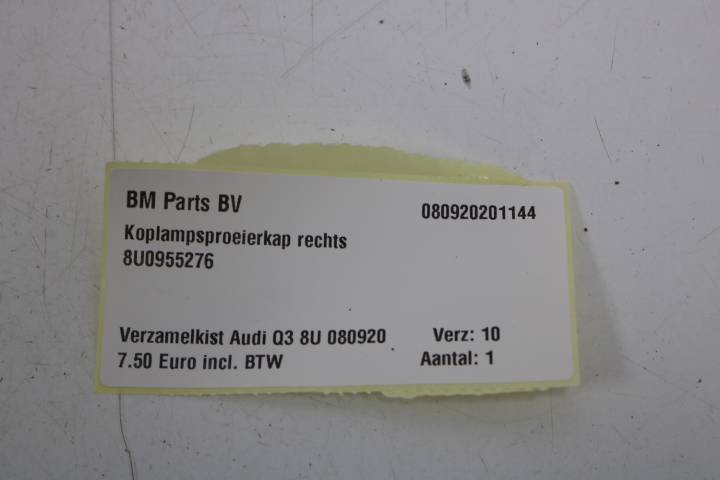 BM Parts BV 080920201144
Koplampsproeierkap rechts
8U0955276
Verzamelkist Audi Q3 8U 080920 Verz: 10
7.50 Euro incl. BTW Aantal: 1